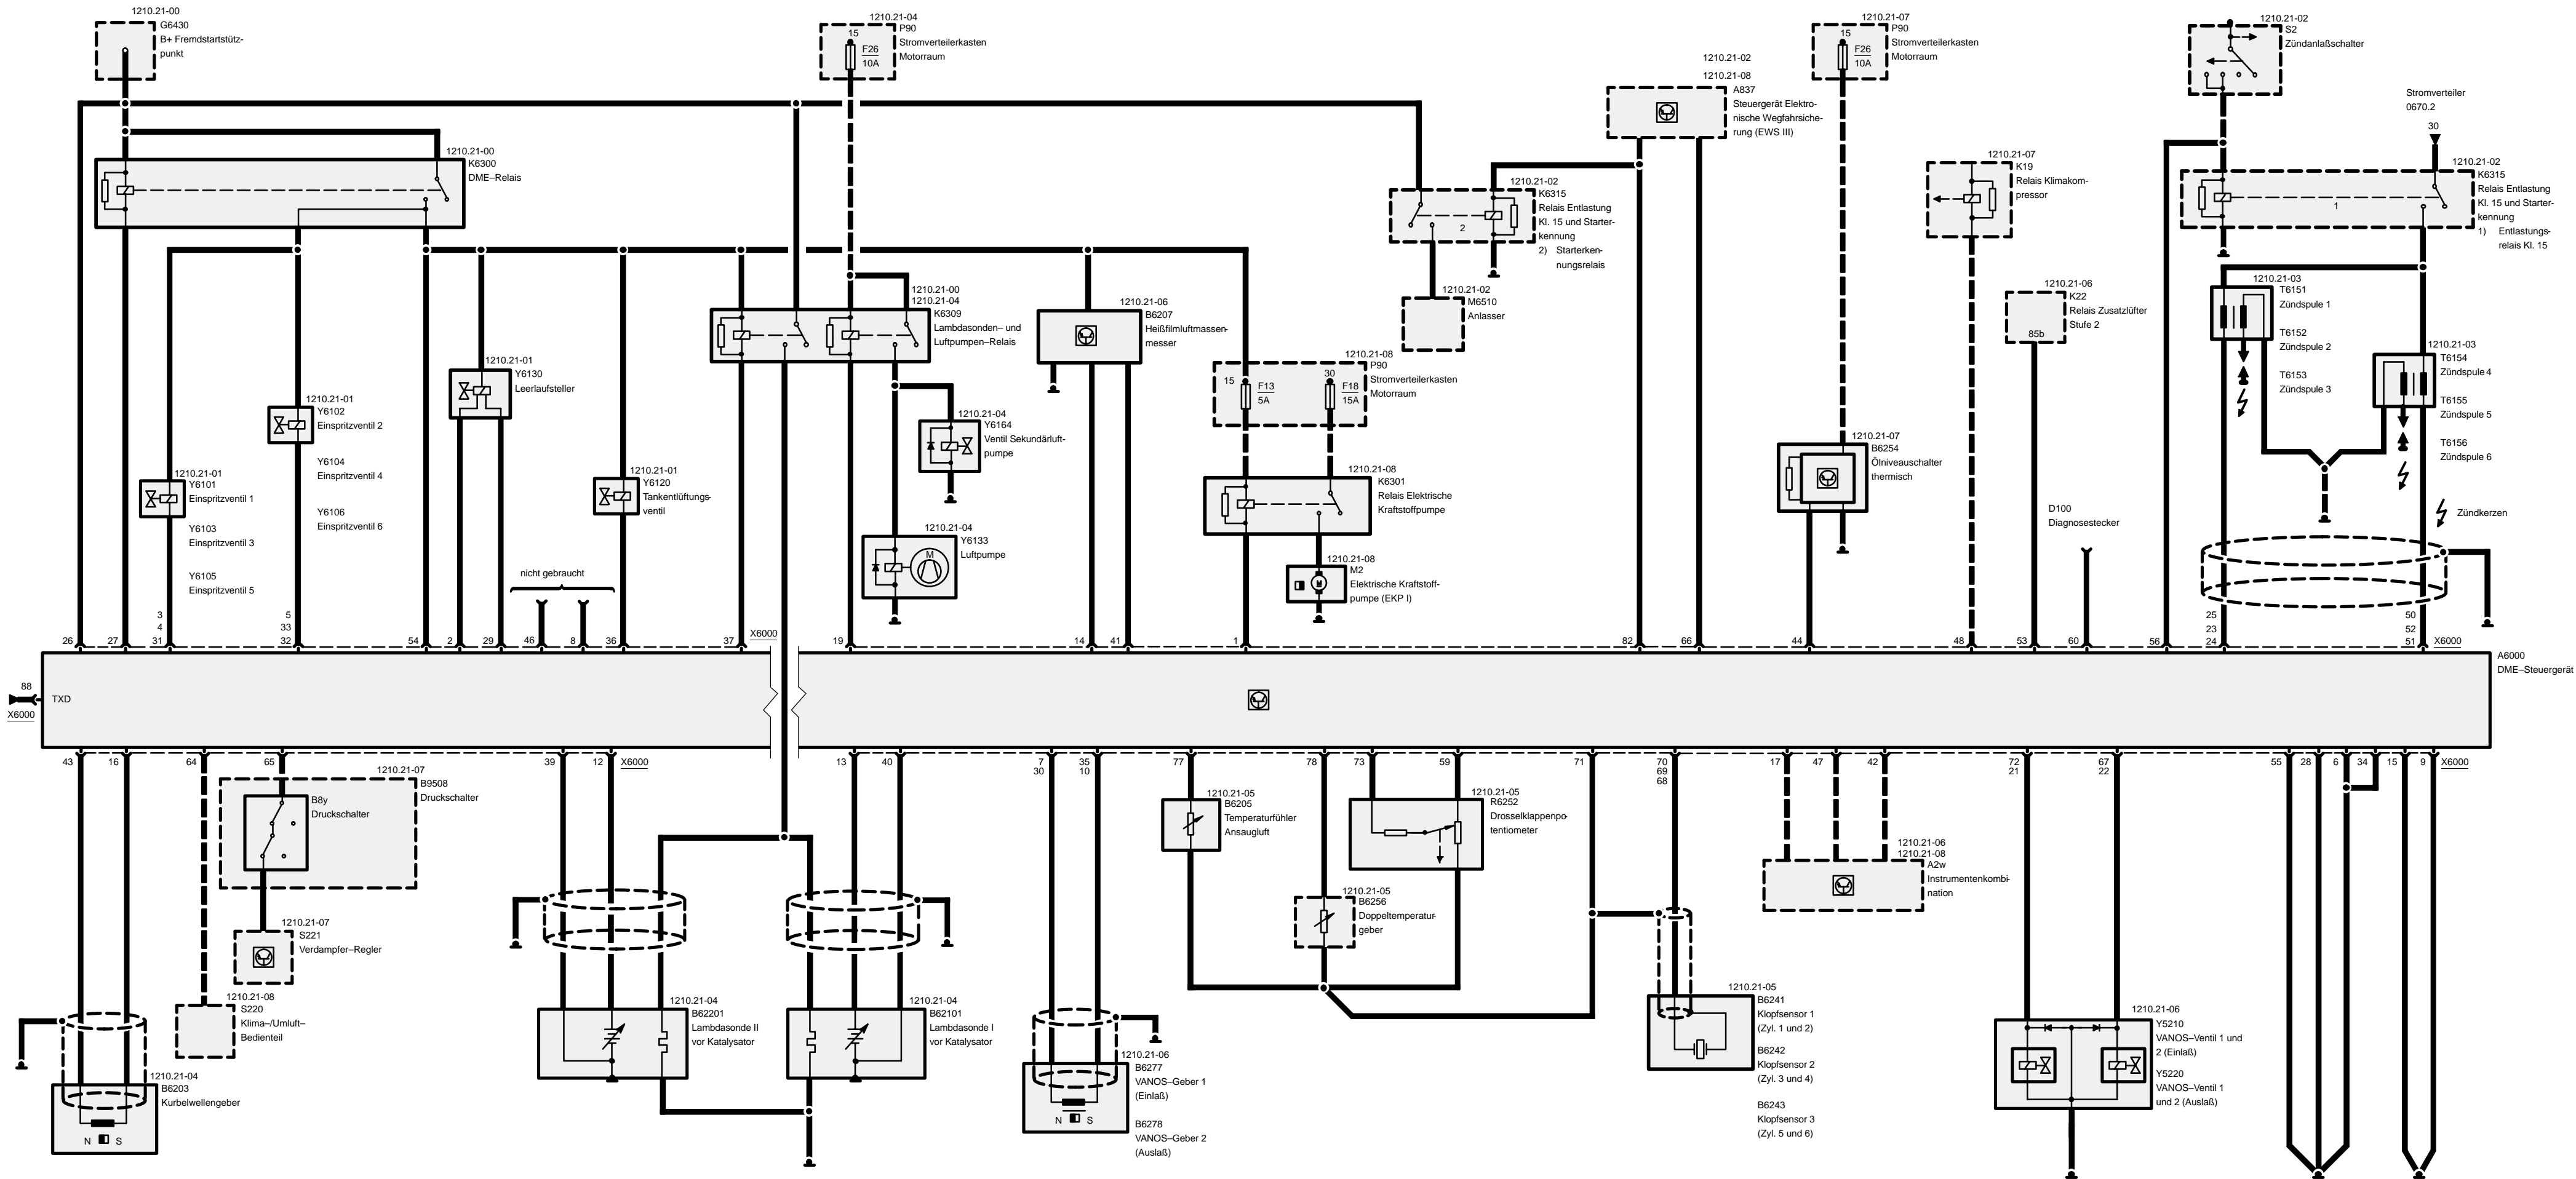 1210.21-00
G6430
B+ Fremdstartstütz-
punkt
1210.21-04
P90
Stromverteilerkasten
Motorraum
15
F26
10A
1210.21-02
1210.21-08
A837
Steuergerät Elektro-
nische Wegfahrsiche-
rung (EWS III)
1210.21-07
P90
Stromverteilerkasten
Motorraum
15
F26
10A
1210.21-02
S2
Zündanlaßschalter
Stromverteiler
0670.2
30
1210.21-00
K6300
DME–Relais
1210.21-02
K6315
Relais Entlastung
Kl. 15 und Starter-
kennung
2) Starterken-
nungsrelais
2
1210.21-07
K19
Relais Klimakom-
pressor
1210.21-02
K6315
Relais Entlastung
Kl. 15 und Starter-
kennung
1) Entlastungs-
relais Kl. 15
1
1210.21-00
1210.21-04
K6309
Lambdasonden– und
Luftpumpen–Relais
1210.21-06
B6207
Heißfilmluftmassen-
messer
1210.21-02
M6510
Anlasser
1210.21-06
K22
Relais Zusatzlüfter
Stufe 2
85b
1210.21-03
T6151
Zündspule 1
T6152
Zündspule 2
T6153
Zündspule 3
1210.21-03
T6154
Zündspule 4
T6155
Zündspule 5
T6156
Zündspule 6
Zündkerzen
1210.21-01
Y6130
Leerlaufsteller
1210.21-08
P90
Stromverteilerkasten
Motorraum
15
F13
5A
30
F18
15A
1210.21-01
Y6102
Einspritzventil 2
Y6104
Einspritzventil 4
Y6106
Einspritzventil 6
1210.21-04
Y6164
Ventil Sekundärluft-
pumpe
1210.21-07
B6254
Ölniveauschalter
thermisch
1210.21-01
Y6101
Einspritzventil 1
Y6103
Einspritzventil 3
Y6105
Einspritzventil 5
1210.21-01
Y6120
Tankentlüftungs-
ventil
1210.21-08
K6301
Relais Elektrische
Kraftstoffpumpe
D100
Diagnosestecker
1210.21-04
Y6133
Luftpumpe
M
1210.21-08
M2
Elektrische Kraftstoff-
pumpe (EKP I)
M
nicht gebraucht
26
27
3
4
31
5
33
32
54
2
29
46
8
36
37
X6000
19
14
41
1
82
66
44
48
53
60
56
25
23
24
50
52
51
X6000
A6000
DME–Steuergerät
88
X6000
TXD
43
16
64
65
39
12
X6000
13
40
7
30
35
10
77
78
73
59
71
70
69
68
17
47
42
72
21
67
22
55
28
6
34
15
9
X6000
1210.21-07
B9508
Druckschalter
B8y
Druckschalter
1210.21-07
S221
Verdampfer–Regler
1210.21-08
S220
Klima–/Umluft–
Bedienteil
1210.21-04
B6203
Kurbelwellengeber
N S
1210.21-04
B62201
Lambdasonde II
vor Katalysator
1210.21-04
B62101
Lambdasonde I
vor Katalysator
1210.21-06
B6277
VANOS–Geber 1
(Einlaß)
B6278
VANOS–Geber 2
(Auslaß)
N S
1210.21-05
B6205
Temperaturfühler
Ansaugluft
1210.21-05
B6256
Doppeltemperatur-
geber
1210.21-05
R6252
Drosselklappenpo-
tentiometer
1210.21-05
B6241
Klopfsensor 1
(Zyl. 1 und 2)
B6242
Klopfsensor 2
(Zyl. 3 und 4)
B6243
Klopfsensor 3
(Zyl. 5 und 6)
1210.21-06
1210.21-08
A2w
Instrumentenkombi-
nation
1210.21-06
Y5210
VANOS–Ventil 1 und
2 (Einlaß)
Y5220
VANOS–Ventil 1
und 2 (Auslaß)